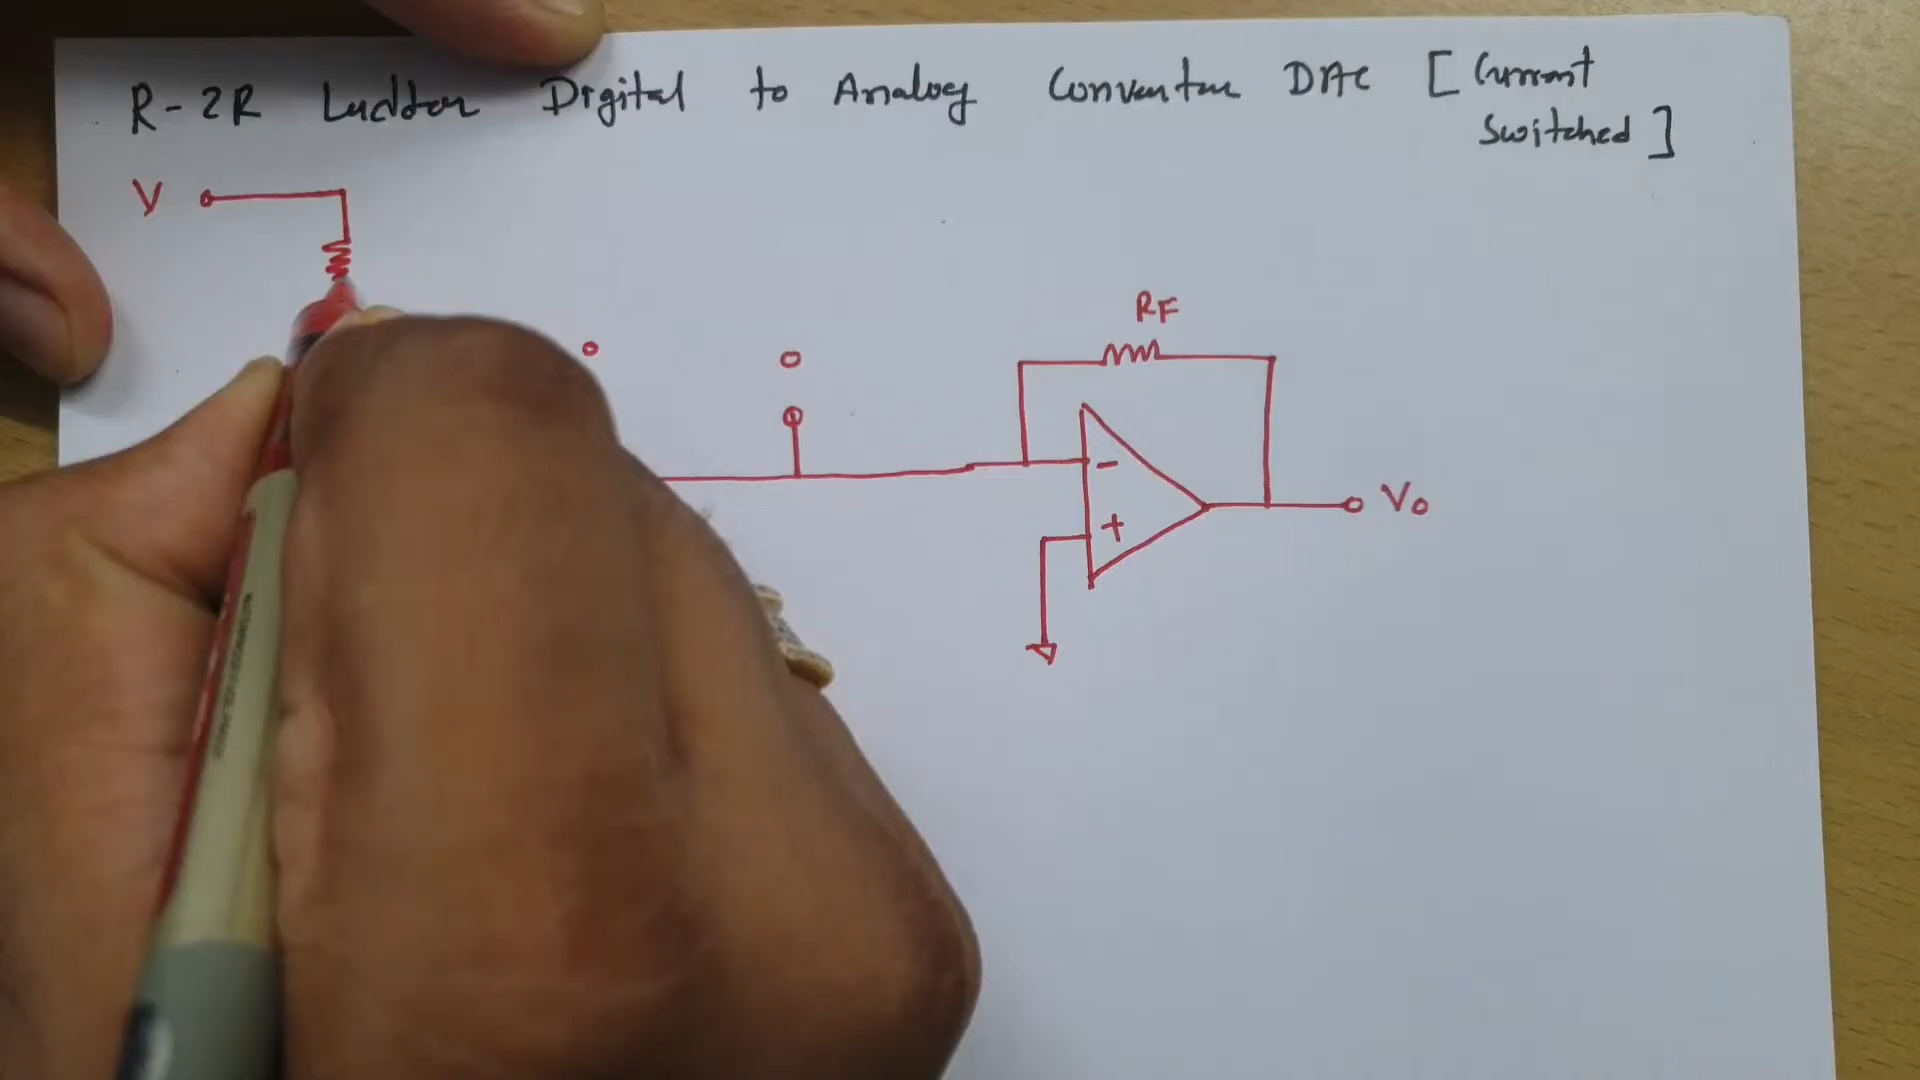 R-2R Ladder Digital to Analog Converter DAC [Current
Switched]
V
RF
-
+
Vo